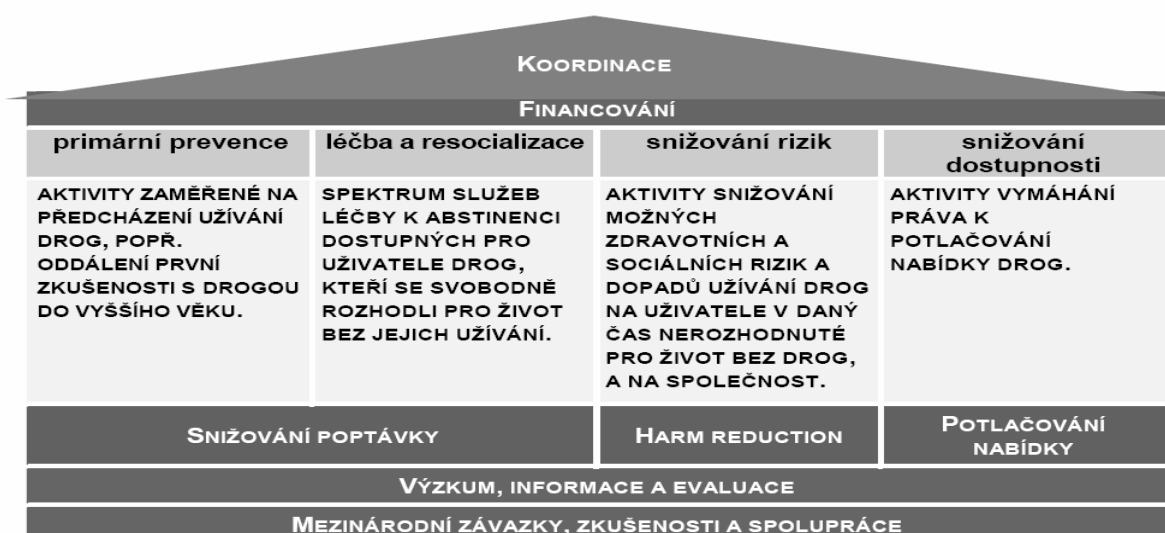 KOORDINACE
FINANCOVÁNÍ
primární prevence
léčba a resocializace
snižování rizik
snižování
dostupnosti
AKTIVITY ZAMĚŘENÉ NA
PŘEDCHÁZENÍ UŽÍVÁNÍ
DROG, POPŘ.
ODDÁLENÍ PRVNÍ
ZKUŠENOSTI S DROGOU
DO VYŠŠÍHO VĚKU.
SPEKTRUM SLUŽEB
LÉČBY K ABSTINENCI
DOSTUPNÝCH PRO
UŽIVATELE DROG,
KTEŘÍ SE SVOBODNĚ
ROZHODLI PRO ŽIVOT
BEZ JEJICH UŽÍVÁNÍ.
AKTIVITY SNIŽOVÁNÍ
MOŽNÝCH
ZDRAVOTNÍCH A
SOCIÁLNÍCH RIZIK A
DOPADŮ UŽÍVÁNÍ DROG
NA UŽIVATELE V DANÝ
ČAS NEROZHODNUTÉ
PRO ŽIVOT BEZ DROG,
A NA SPOLEČNOST.
AKTIVITY VYMÁHÁNÍ
PRÁVA K
POTLAČOVÁNÍ
NABÍDKY DROG.
SNIŽOVÁNÍ POPTÁVKY
HARM REDUCTION
POTLAČOVÁNÍ
NABÍDKY
VÝZKUM, INFORMACE A EVALUACE
MEZINÁRODNÍ ZÁVAZKY, ZKUŠENOSTI A SPOLUPRÁCE